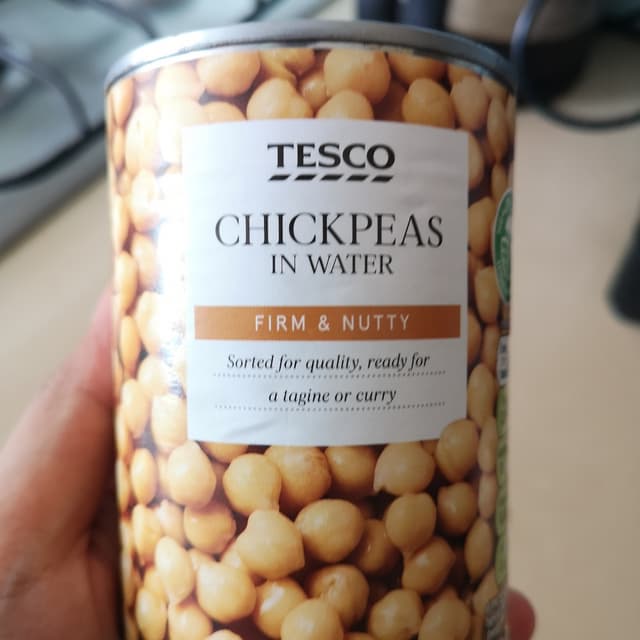 TESCO
CHICKPEAS
IN WATER
FIRM & NUTTY
Sorted for quality, ready for
a tagine or curry